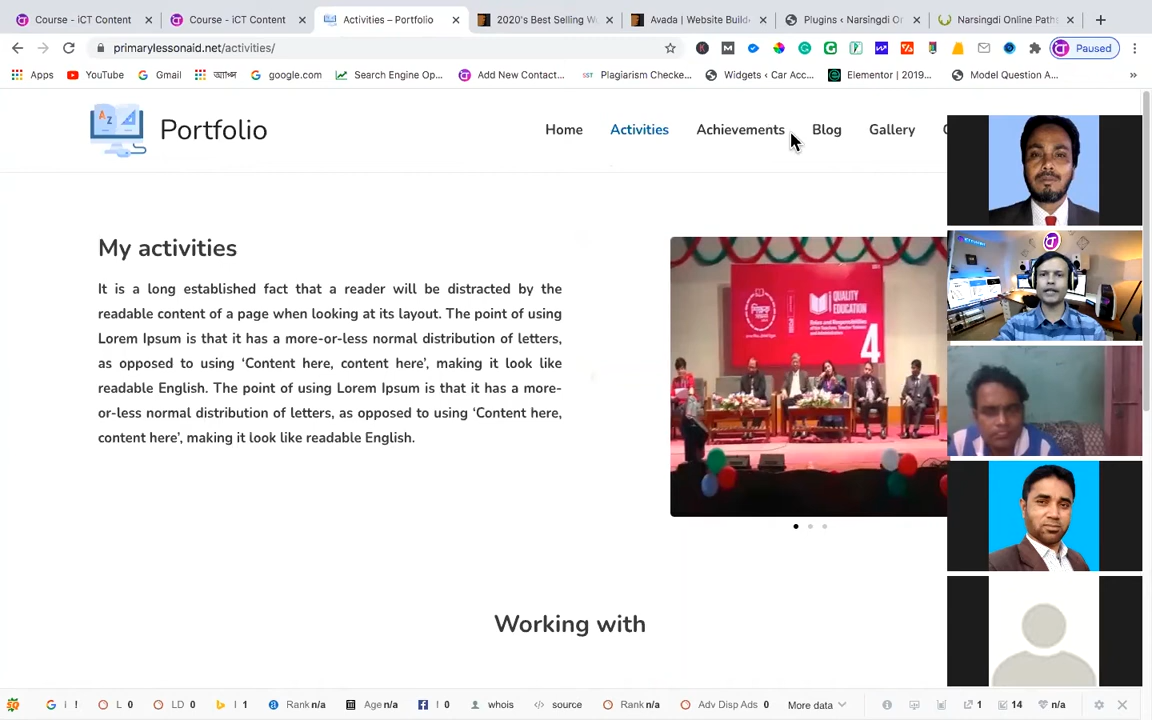 Course - iCT Content
Course - iCT Content
Activities – Portfolio
2020's Best Selling W
Avada | Website Build
Plugins ‹ Narsingdi O
Narsingdi Online Path
primarylessonaid.net/activities/
Paused
Apps
YouTube
Gmail
google.com
Search Engine Op...
Add New Contact...
Plagiarism Checke...
Widgets ‹ Car Acc...
Elementor | 2019...
Model Question A...
Portfolio
Home
Activities
Achievements
Blog
Gallery
My activities
It is a long established fact that a reader will be distracted by the
readable content of a page when looking at its layout. The point of using
Lorem Ipsum is that it has a more-or-less normal distribution of letters,
as opposed to using ‘Content here, content here’, making it look like
readable English. The point of using Lorem Ipsum is that it has a more-
or-less normal distribution of letters, as opposed to using ‘Content here,
content here’, making it look like readable English.
QUALITY
EDUCATION
4
Working with
I !
L 0
LD 0
I 1
Rank n/a
Age n/a
I 0
whois
source
Rank n/a
Adv Disp Ads 0
More data
1
14
n/a